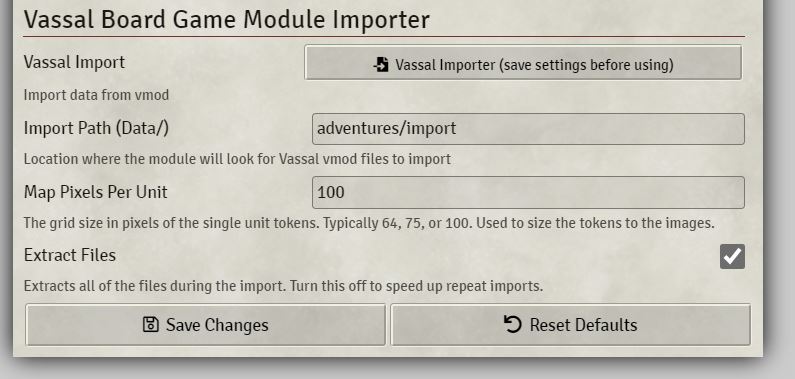 Vassal Board Game Module Importer
Vassal Import
Vassal Importer (save settings before using)
Import data from vmod
Import Path (Data/)
adventures/import
Location where the module will look for Vassal vmod files to import
Map Pixels Per Unit
100
The grid size in pixels of the single unit tokens. Typically 64, 75, or 100. Used to size the tokens to the images.
Extract Files
Extracts all of the files during the import. Turn this off to speed up repeat imports.
Save Changes
Reset Defaults